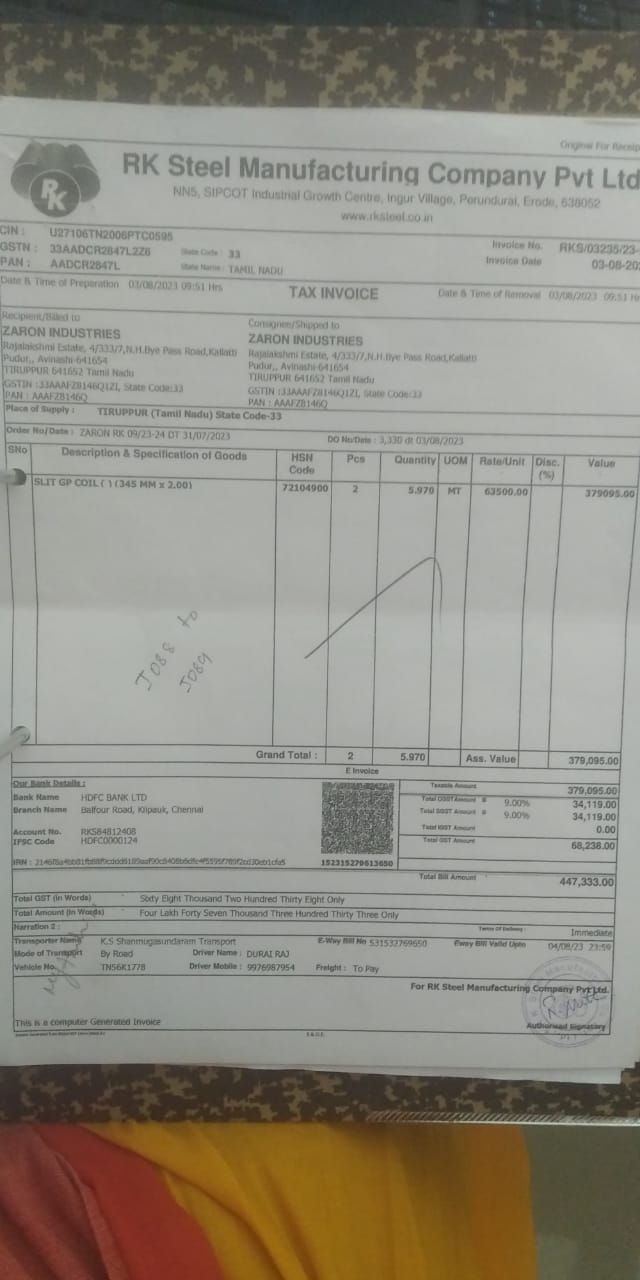 Original For Receip
RK
RK Steel Manufacturing Company Pvt Ltd
NN5, SIPCOT Industrial Growth Centre, Ingur Village, Perundurai, Erode, 638052
www.rksteel.co.in
CIN : U27106TN2006PTC0595
GSTN : 33AADCR2847L2Z6 State Code : 33
PAN : AADCR2847L State Name : TAMIL NADU
Invoice No. RKS/03235/23-
Invoice Date 03-08-202
Date & Time of Preparation 03/08/2023 09:51 Hrs TAX INVOICE Date & Time of Removal 03/08/2023 09:51 H
Recipient/Billed to
ZARON INDUSTRIES
Rajalakshmi Estate, 4/333/7,N.H.Bye Pass Road,Kallatti
Pudur,, Avinashi-641654
TIRUPPUR 641652 Tamil Nadu
GSTIN :33AAAFZ8146Q1ZI, State Code:33
PAN : AAAFZ8146Q
Consignee/Shipped to
ZARON INDUSTRIES
Rajalakshmi Estate, 4/333/7,N.H.Bye Pass Road,Kallatti
Pudur,, Avinashi-641654
TIRUPPUR 641652 Tamil Nadu
GSTIN :33AAAFZ8146Q1ZI, State Code:33
PAN : AAAFZ8146Q
Place of Supply : TIRUPPUR (Tamil Nadu) State Code-33
Order No/Date : ZARON RK 09/23-24 DT 31/07/2023 DO No/Date : 3,330 dt 03/08/2023
SNo Description & Specification of Goods HSN Code Pcs Quantity UOM Rate/Unit Disc. (%) Value
SLIT GP COIL ( ) (345 MM x 2.00) 72104900 2 5.970 MT 63500.00 379095.00
J088 to
J089
Grand Total : 2 5.970 Ass. Value 379,095.00
E Invoice
Our Bank Details :
Bank Name HDFC BANK LTD
Branch Name Balfour Road, Kilpauk, Chennai
Account No. RKS84812408
IFSC Code HDFC0000124
Taxable Amount 379,095.00
Total CGST Amount @ 9.00% 34,119.00
Total SGST Amount @ 9.00% 34,119.00
Total IGST Amount 0.00
Total GST Amount 68,238.00
IRN :
152315279613650
Total Bill Amount 447,333.00
Total GST (in Words) : Sixty Eight Thousand Two Hundred Thirty Eight Only
Total Amount (in Words) : Four Lakh Forty Seven Thousand Three Hundred Thirty Three Only
Narration 2 : Terms Of Delivery : Immediate
Transporter Name K.S Shanmugasundaram Transport E-Way Bill No 531532769650 Eway Bill Valid Upto 04/08/23 23:59
Mode of Transport By Road Driver Name : DURAI RAJ
Vehicle No. TN56K1778 Driver Mobile : 9976987954 Freight : To Pay
For RK Steel Manufacturing Company Pvt Ltd.
Authorised Signatory
This is a computer Generated Invoice
E.& O.E